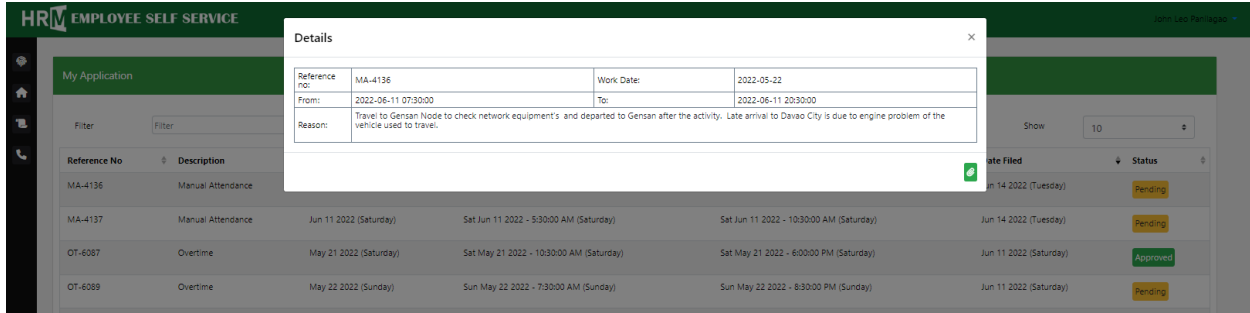 HRM EMPLOYEE SELF SERVICE
John Leo Panilagao
Details
×
Reference no: MA-4136 Work Date: 2022-05-22
From: 2022-06-11 07:30:00 To: 2022-06-11 20:30:00
Reason: Travel to Gensan Node to check network equipment's and departed to Gensan after the activity. Late arrival to Davao City is due to engine problem of the
vehicle used to travel.
My Application
Filter Filter Show 10
Reference No Description ate Filed Status
MA-4136 Manual Attendance un 14 2022 (Tuesday) Pending
MA-4137 Manual Attendance Jun 11 2022 (Saturday) Sat Jun 11 2022 - 5:30:00 AM (Saturday) Sat Jun 11 2022 - 10:30:00 AM (Saturday) Jun 14 2022 (Tuesday) Pending
OT-6087 Overtime May 21 2022 (Saturday) Sat May 21 2022 - 10:30:00 AM (Saturday) Sat May 21 2022 - 6:00:00 PM (Saturday) Jun 11 2022 (Saturday) Approved
OT-6089 Overtime May 22 2022 (Sunday) Sun May 22 2022 - 7:30:00 AM (Sunday) Sun May 22 2022 - 8:30:00 PM (Sunday) Jun 11 2022 (Saturday) Pending